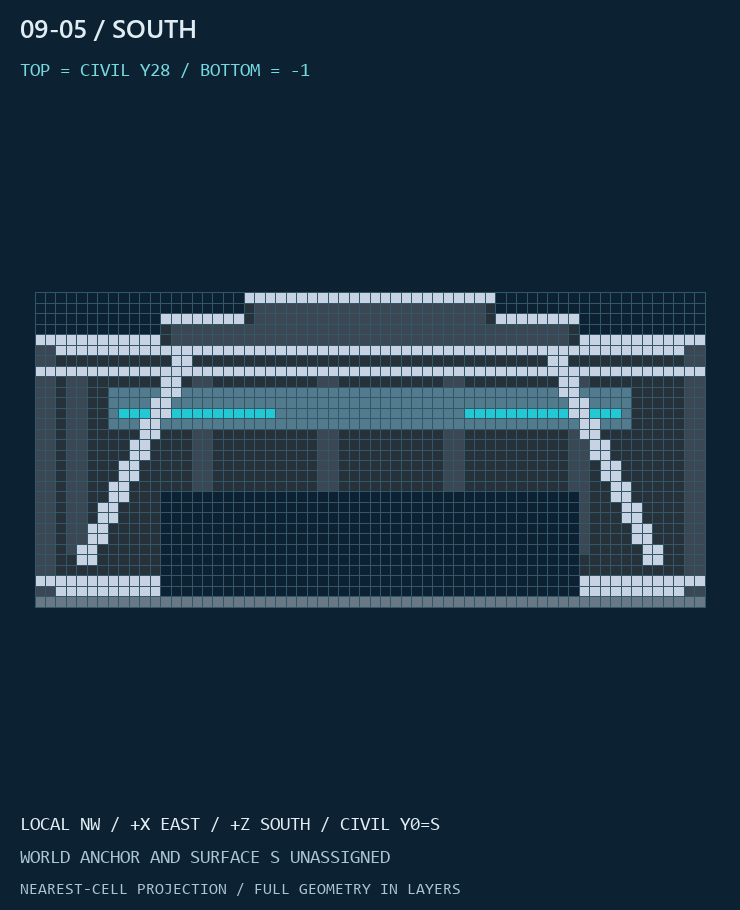 09-05 / SOUTH
TOP = CIVIL Y28 / BOTTOM = -1
LOCAL NW / +X EAST / +Z SOUTH / CIVIL Y0=S
WORLD ANCHOR AND SURFACE S UNASSIGNED
NEAREST-CELL PROJECTION / FULL GEOMETRY IN LAYERS